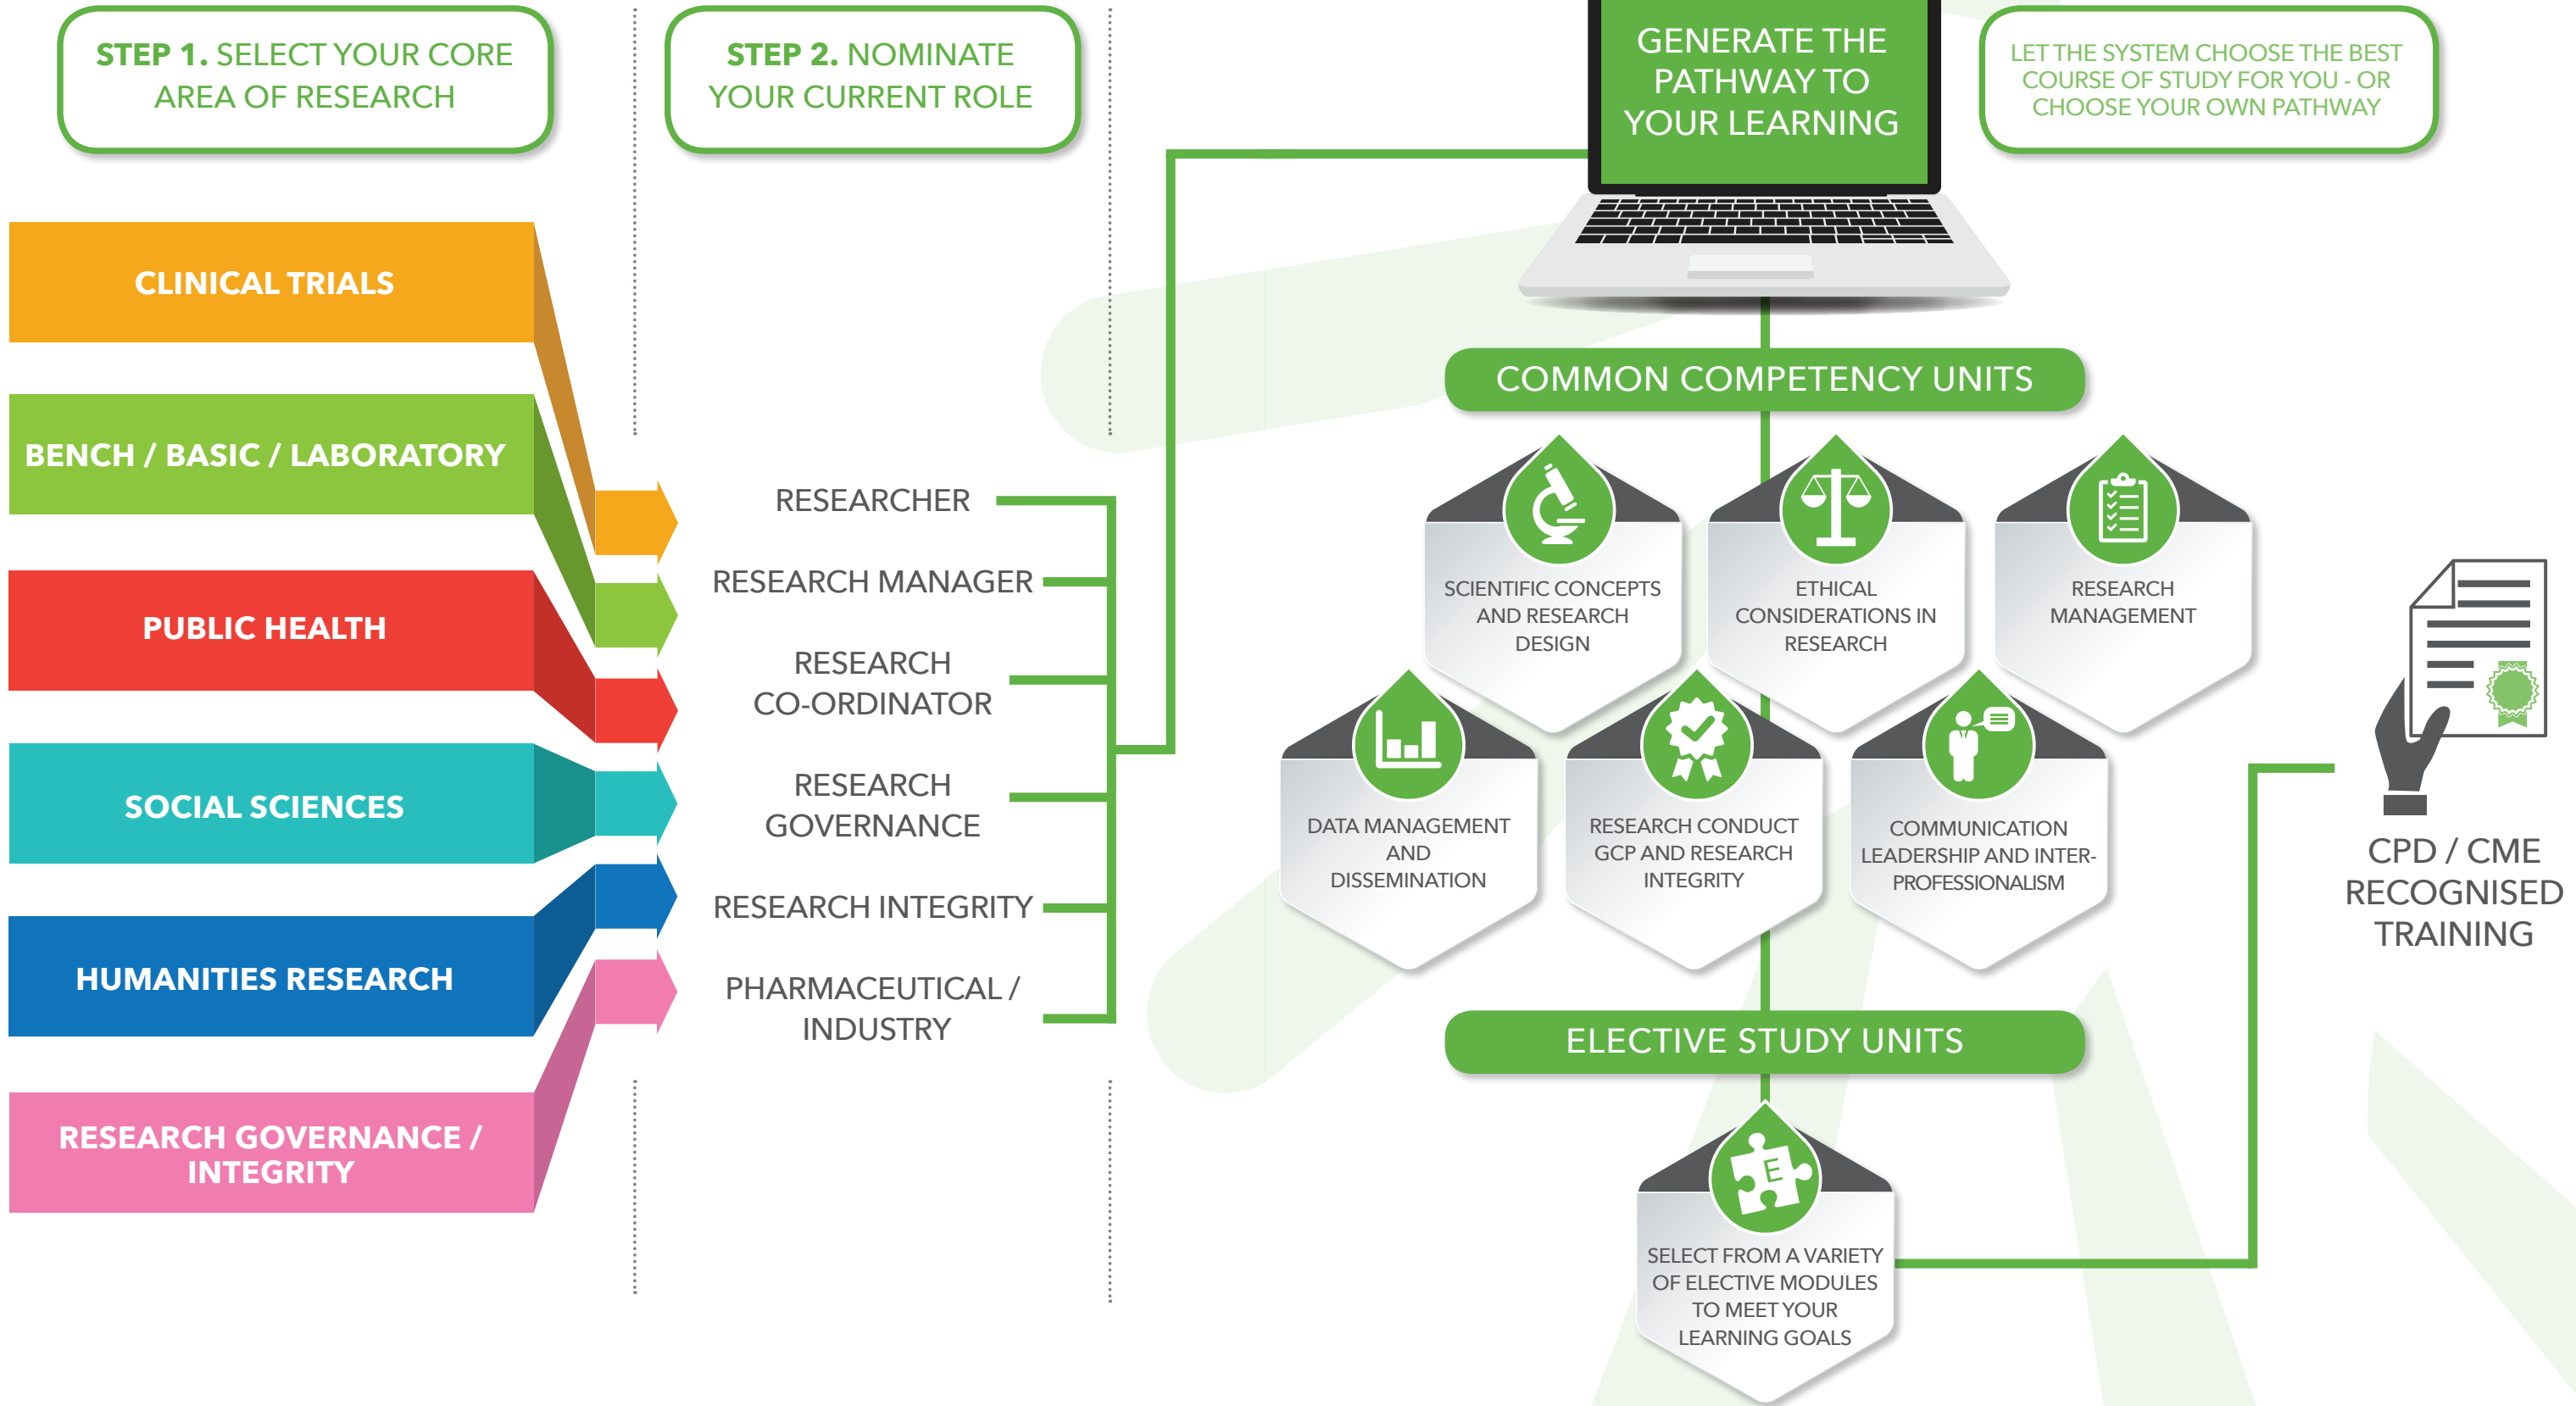 STEP 1. SELECT YOUR CORE
AREA OF RESEARCH
STEP 2. NOMINATE
YOUR CURRENT ROLE
GENERATE THE
PATHWAY TO
YOUR LEARNING
LET THE SYSTEM CHOOSE THE BEST
COURSE OF STUDY FOR YOU - OR
CHOOSE YOUR OWN PATHWAY
CLINICAL TRIALS
BENCH / BASIC / LABORATORY
PUBLIC HEALTH
SOCIAL SCIENCES
HUMANITIES RESEARCH
RESEARCH GOVERNANCE /
INTEGRITY
RESEARCHER
RESEARCH MANAGER
RESEARCH
CO-ORDINATOR
RESEARCH
GOVERNANCE
RESEARCH INTEGRITY
PHARMACEUTICAL /
INDUSTRY
COMMON COMPETENCY UNITS
SCIENTIFIC CONCEPTS
AND RESEARCH
DESIGN
ETHICAL
CONSIDERATIONS IN
RESEARCH
RESEARCH
MANAGEMENT
DATA MANAGEMENT
AND
DISSEMINATION
RESEARCH CONDUCT
GCP AND RESEARCH
INTEGRITY
COMMUNICATION
LEADERSHIP AND INTER-
PROFESSIONALISM
ELECTIVE STUDY UNITS
E
SELECT FROM A VARIETY
OF ELECTIVE MODULES
TO MEET YOUR
LEARNING GOALS
CPD / CME
RECOGNISED
TRAINING